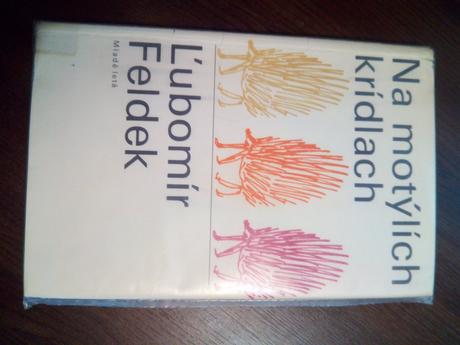 Na motýlích
krídlach
Ľubomír
Feldek
Mladé letá